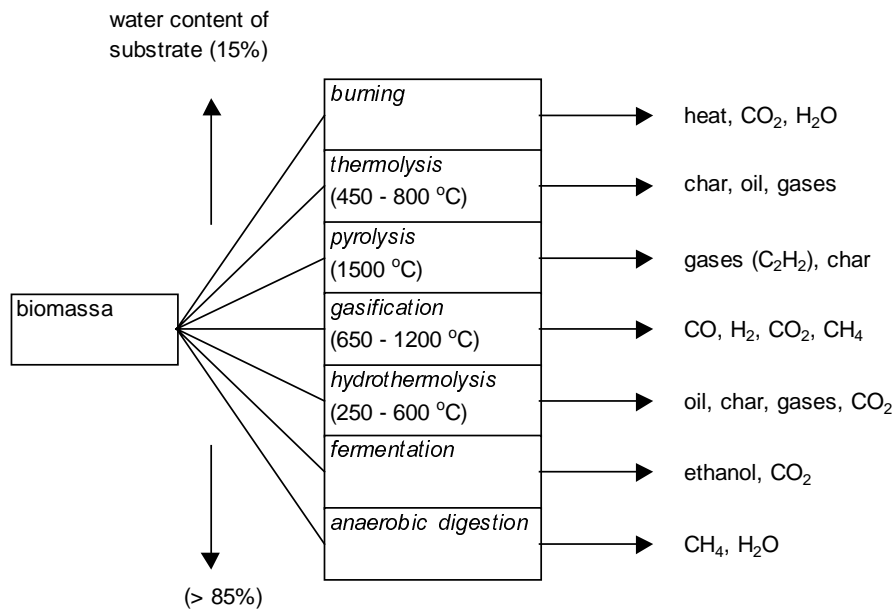 water content of
substrate (15%)
burning
heat, CO₂, H₂O
thermolysis
(450 - 800 °C)
char, oil, gases
pyrolysis
(1500 °C)
gases (C₂H₂), char
biomassa
gasification
(650 - 1200 °C)
CO, H₂, CO₂, CH₄
hydrothermolysis
(250 - 600 °C)
oil, char, gases, CO₂
fermentation
ethanol, CO₂
anaerobic digestion
CH₄, H₂O
(> 85%)